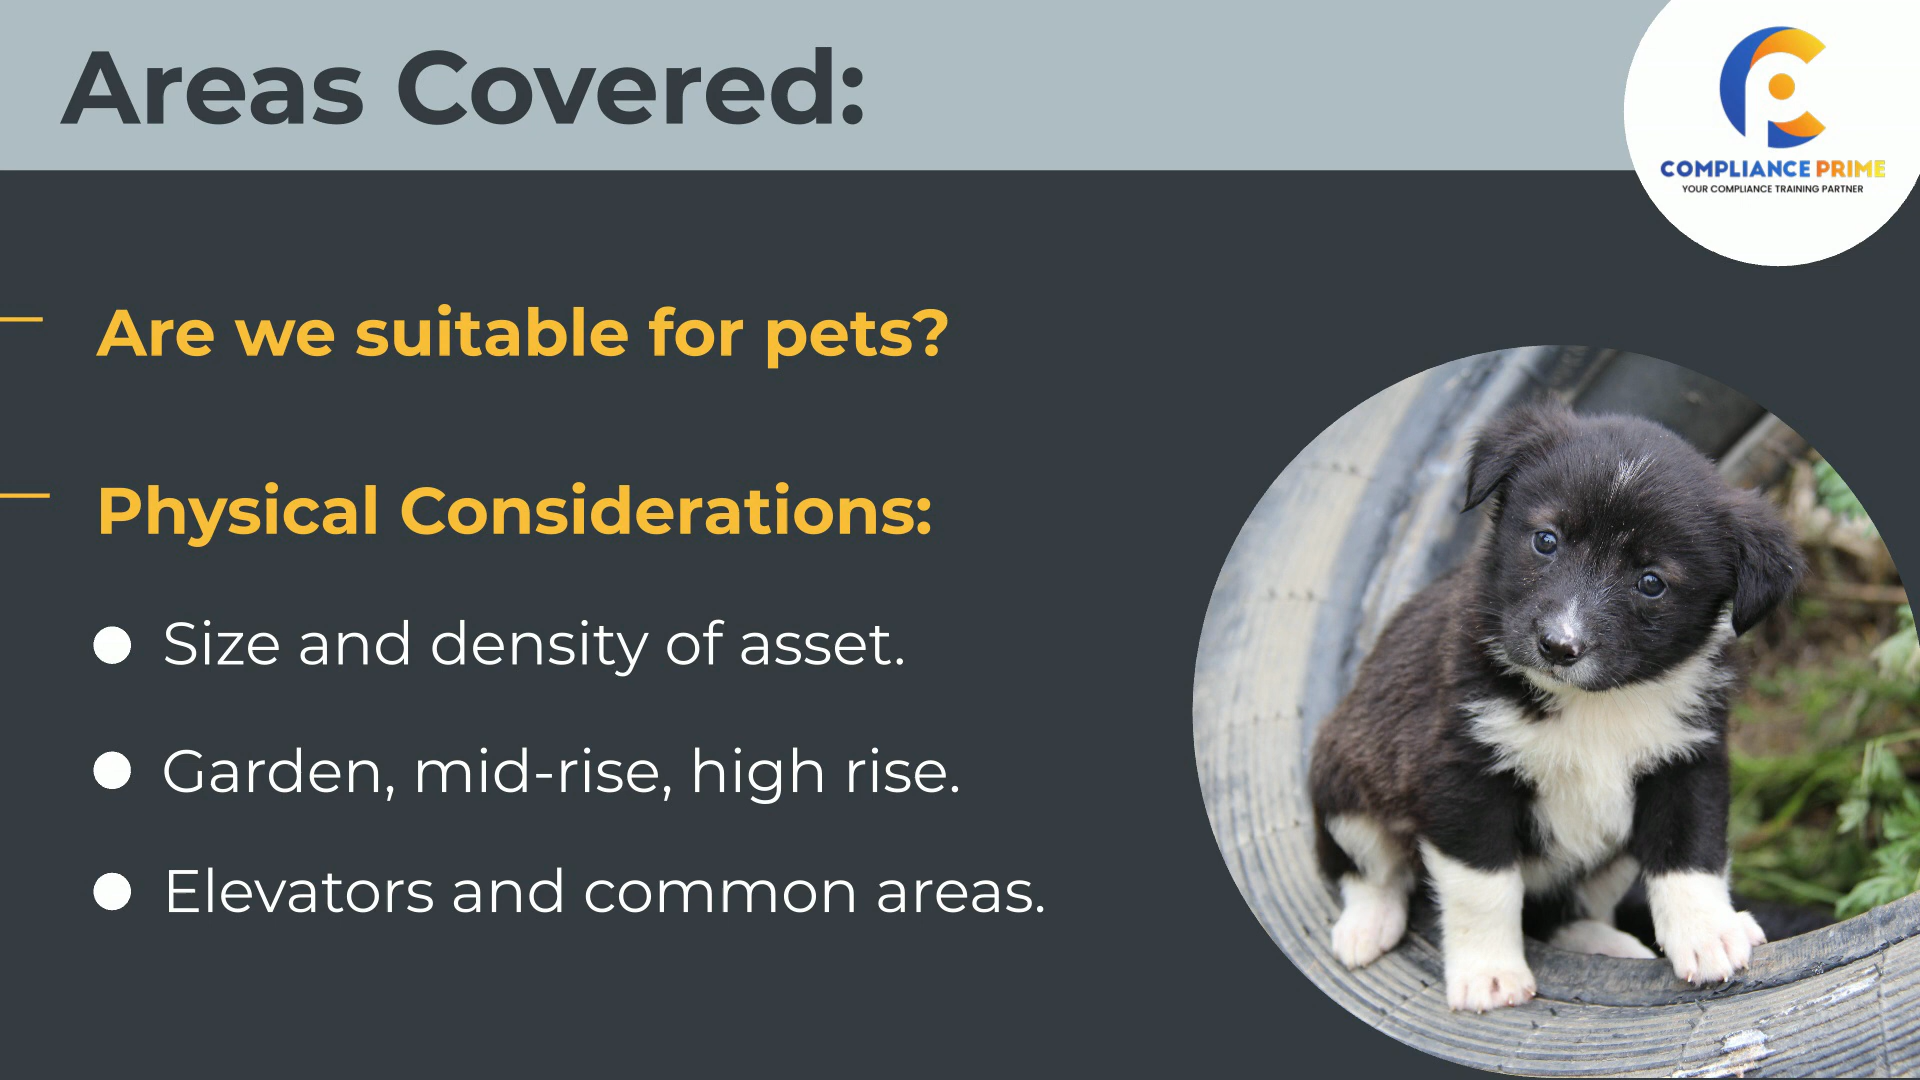 Areas Covered:
COMPLIANCE PRIME
YOUR COMPLIANCE TRAINING PARTNER
Are we suitable for pets?
Physical Considerations:
Size and density of asset.
Garden, mid-rise, high rise.
Elevators and common areas.